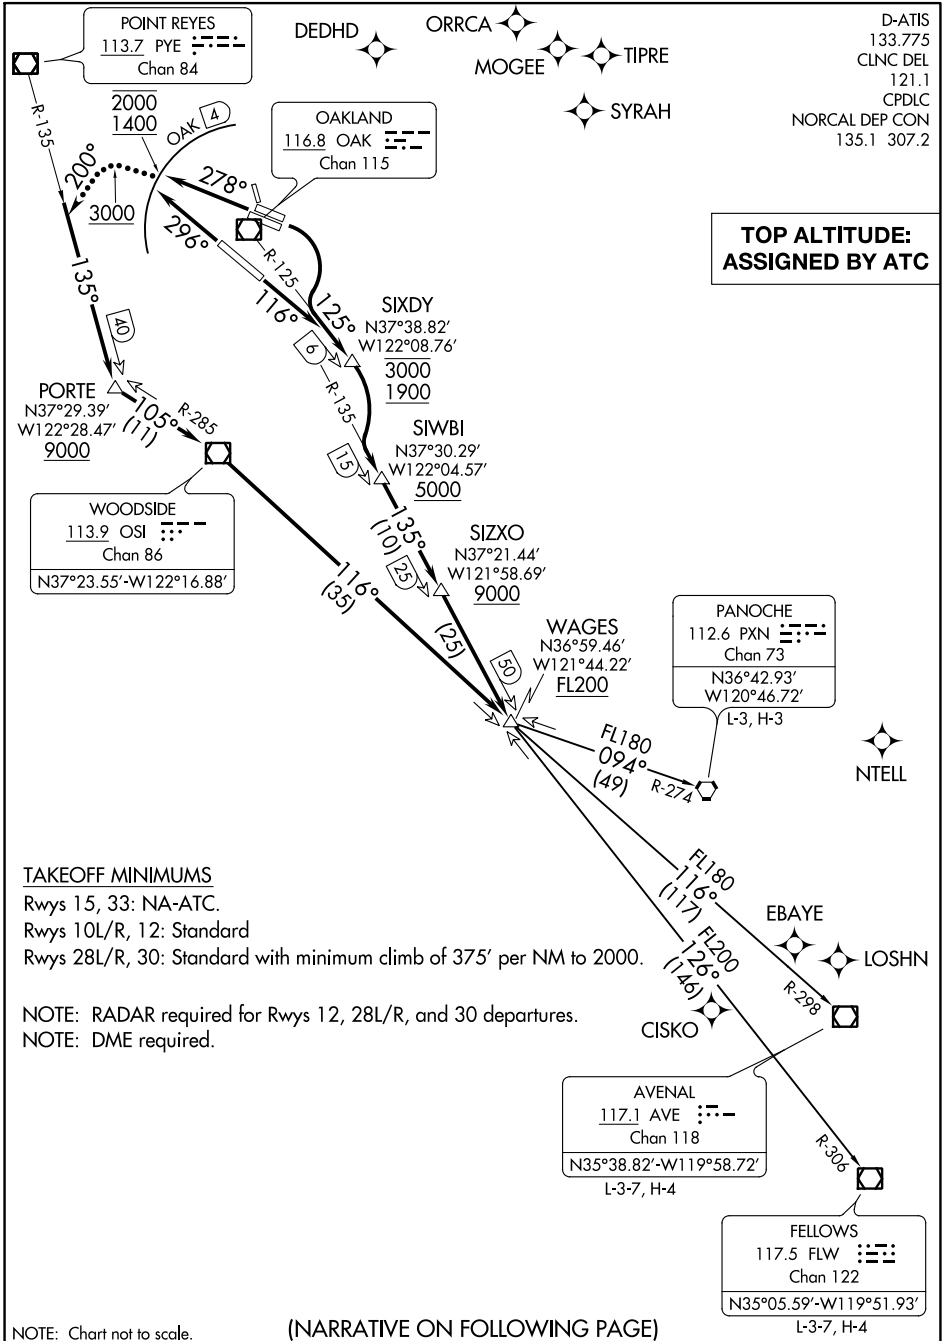 POINT REYES
113.7 PYE
Chan 84
DEDHD
ORRCA
MOGEE
TIPRE
SYRAH
D-ATIS
133.775
CLNC DEL
121.1
CPDLC
NORCAL DEP CON
135.1 307.2
TOP ALTITUDE:
ASSIGNED BY ATC
R-135
2000
1400
OAK 4
OAKLAND
116.8 OAK
Chan 115
200°
3000
278°
296°
R-125
116°
125°
135°
40
6
SIXDY
N37°38.82'
W122°08.76'
3000
1900
R-135
PORTE
N37°29.39'
W122°28.47'
9000
105°
(11)
R-285
SIWBI
N37°30.29'
W122°04.57'
5000
15
WOODSIDE
113.9 OSI
Chan 86
N37°23.55'-W122°16.88'
135°
(10)
SIZXO
N37°21.44'
W121°58.69'
9000
25
116°
(35)
(25)
WAGES
N36°59.46'
W121°44.22'
FL200
50
PANOCHE
112.6 PXN
Chan 73
N36°42.93'
W120°46.72'
L-3, H-3
FL180
094°
(49)
R-274
NTELL
FL180
116°
(117)
FL200
126°
(146)
EBAYE
LOSHN
R-298
CISKO
TAKEOFF MINIMUMS
Rwys 15, 33: NA-ATC.
Rwys 10L/R, 12: Standard
Rwys 28L/R, 30: Standard with minimum climb of 375' per NM to 2000.
NOTE: RADAR required for Rwys 12, 28L/R, and 30 departures.
NOTE: DME required.
AVENAL
117.1 AVE
Chan 118
N35°38.82'-W119°58.72'
L-3-7, H-4
R-306
FELLOWS
117.5 FLW
Chan 122
N35°05.59'-W119°51.93'
L-3-7, H-4
NOTE: Chart not to scale.
(NARRATIVE ON FOLLOWING PAGE)